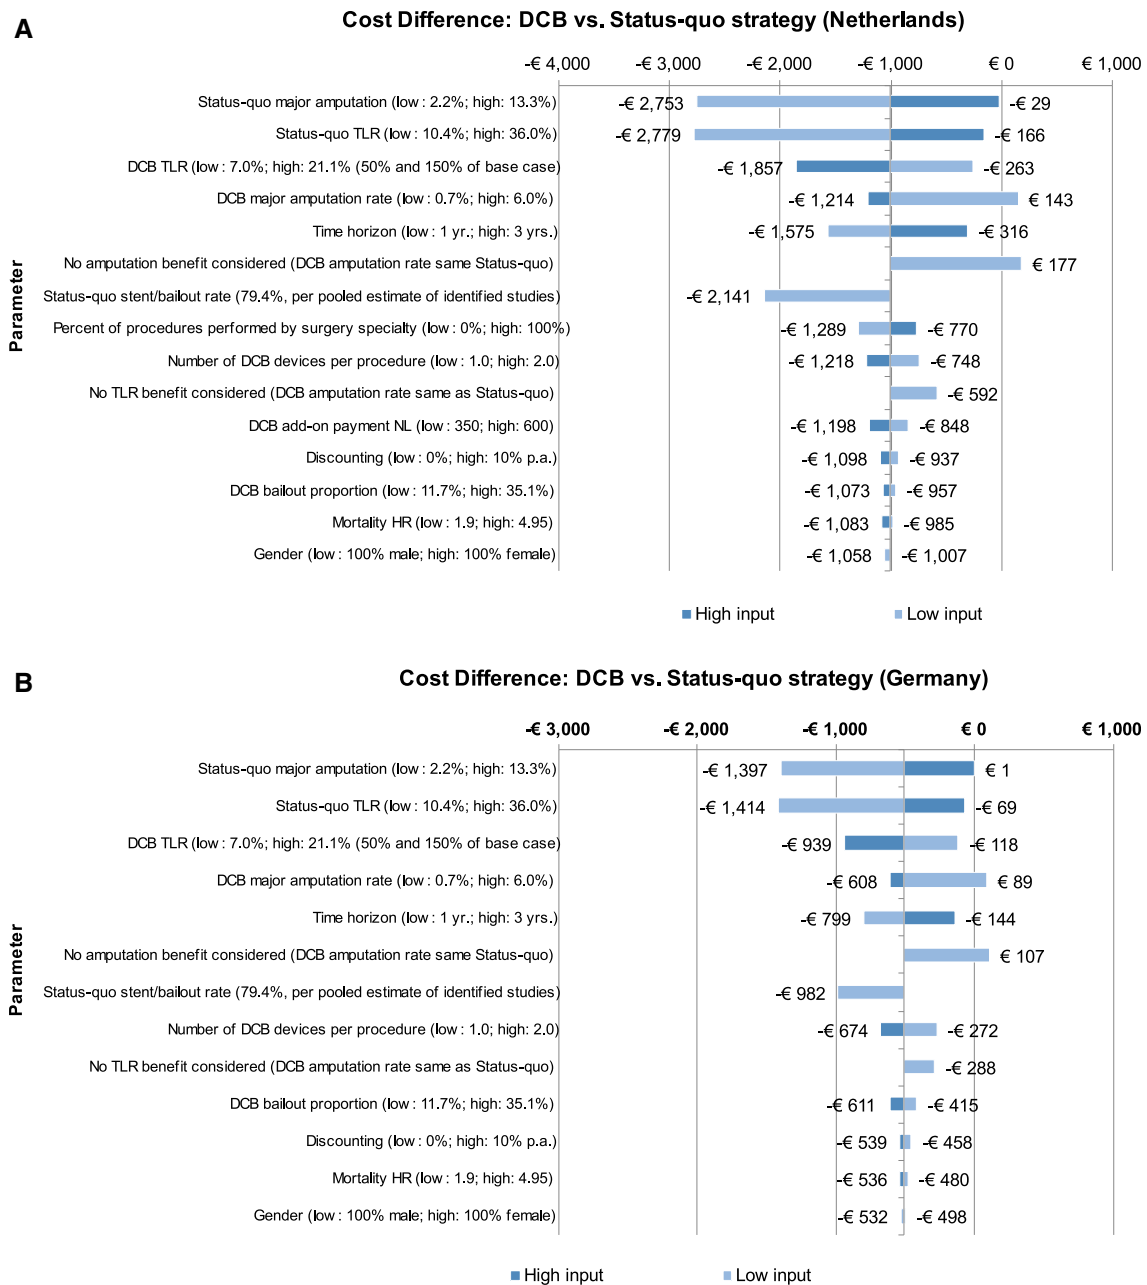 A
Cost Difference: DCB vs. Status-quo strategy (Netherlands)
-€ 4,000 -€ 3,000 -€ 2,000 -€ 1,000 € 0 € 1,000
Parameter
Status-quo major amputation (low: 2.2%; high: 13.3%) -€ 2,753 -€ 29
Status-quo TLR (low: 10.4%; high: 36.0%) -€ 2,779 -€ 166
DCB TLR (low: 7.0%; high: 21.1% (50% and 150% of base case) -€ 1,857 -€ 263
DCB major amputation rate (low: 0.7%; high: 6.0%) -€ 1,214 € 143
Time horizon (low: 1 yr.; high: 3 yrs.) -€ 1,575 -€ 316
No amputation benefit considered (DCB amputation rate same Status-quo) € 177
Status-quo stent/bailout rate (79.4%, per pooled estimate of identified studies) -€ 2,141
Percent of procedures performed by surgery specialty (low: 0%; high: 100%) -€ 1,289 -€ 770
Number of DCB devices per procedure (low: 1.0; high: 2.0) -€ 1,218 -€ 748
No TLR benefit considered (DCB amputation rate same as Status-quo) -€ 592
DCB add-on payment NL (low: 350; high: 600) -€ 1,198 -€ 848
Discounting (low: 0%; high: 10% p.a.) -€ 1,098 -€ 937
DCB bailout proportion (low: 11.7%; high: 35.1%) -€ 1,073 -€ 957
Mortality HR (low: 1.9; high: 4.95) -€ 1,083 -€ 985
Gender (low: 100% male; high: 100% female) -€ 1,058 -€ 1,007
High input Low input
B
Cost Difference: DCB vs. Status-quo strategy (Germany)
-€ 3,000 -€ 2,000 -€ 1,000 € 0 € 1,000
Parameter
Status-quo major amputation (low: 2.2%; high: 13.3%) -€ 1,397 € 1
Status-quo TLR (low: 10.4%; high: 36.0%) -€ 1,414 -€ 69
DCB TLR (low: 7.0%; high: 21.1% (50% and 150% of base case) -€ 939 -€ 118
DCB major amputation rate (low: 0.7%; high: 6.0%) -€ 608 € 89
Time horizon (low: 1 yr.; high: 3 yrs.) -€ 799 -€ 144
No amputation benefit considered (DCB amputation rate same Status-quo) € 107
Status-quo stent/bailout rate (79.4%, per pooled estimate of identified studies) -€ 982
Number of DCB devices per procedure (low: 1.0; high: 2.0) -€ 674 -€ 272
No TLR benefit considered (DCB amputation rate same as Status-quo) -€ 288
DCB bailout proportion (low: 11.7%; high: 35.1%) -€ 611 -€ 415
Discounting (low: 0%; high: 10% p.a.) -€ 539 -€ 458
Mortality HR (low: 1.9; high: 4.95) -€ 536 -€ 480
Gender (low: 100% male; high: 100% female) -€ 532 -€ 498
High input Low input